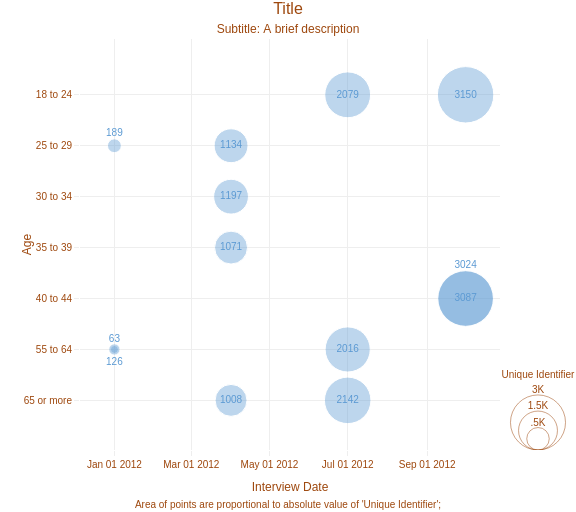 Title
Subtitle: A brief description
18 to 24
2079
3150
189
25 to 29
1134
30 to 34
1197
Age
35 to 39
1071
3024
40 to 44
3087
63
55 to 64
2016
126
Unique Identifier
3K
1.5K
.5K
65 or more
1008
2142
Jan 01 2012 Mar 01 2012 May 01 2012 Jul 01 2012 Sep 01 2012
Interview Date
Area of points are proportional to absolute value of 'Unique Identifier';